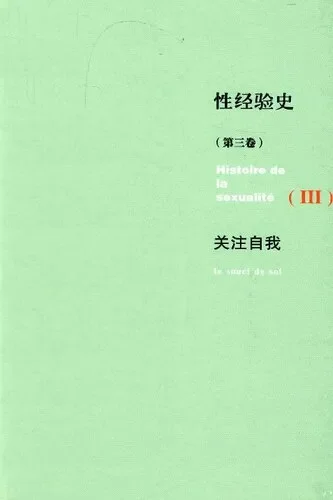 性经验史
(第三卷)
Histoire de
la
sexualité
(III)
关注自我
le souci de soi